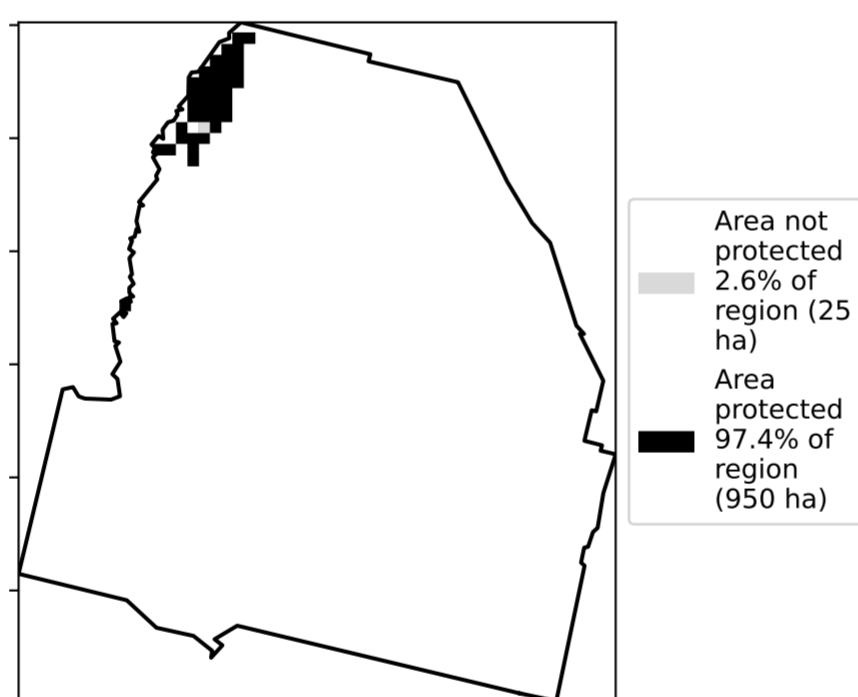 Area not
protected
2.6% of
region (25
ha)
Area
protected
97.4% of
region
(950 ha)